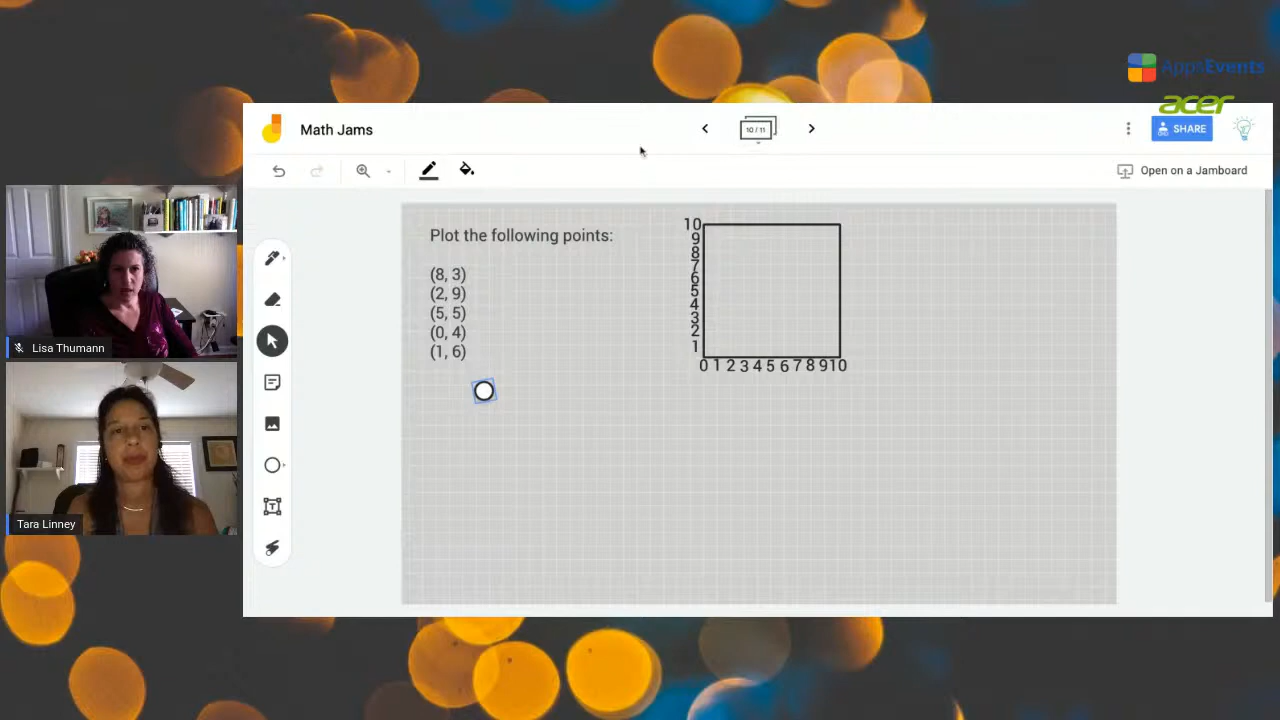 AppsEvents
acer
Math Jams
10 / 11
SHARE
Open on a Jamboard
Plot the following points:
(8, 3)
(2, 9)
(5, 5)
(0, 4)
(1, 6)
10
9
8
7
6
5
4
3
2
1
0 1 2 3 4 5 6 7 8 9 10
T
Lisa Thumann
Tara Linney